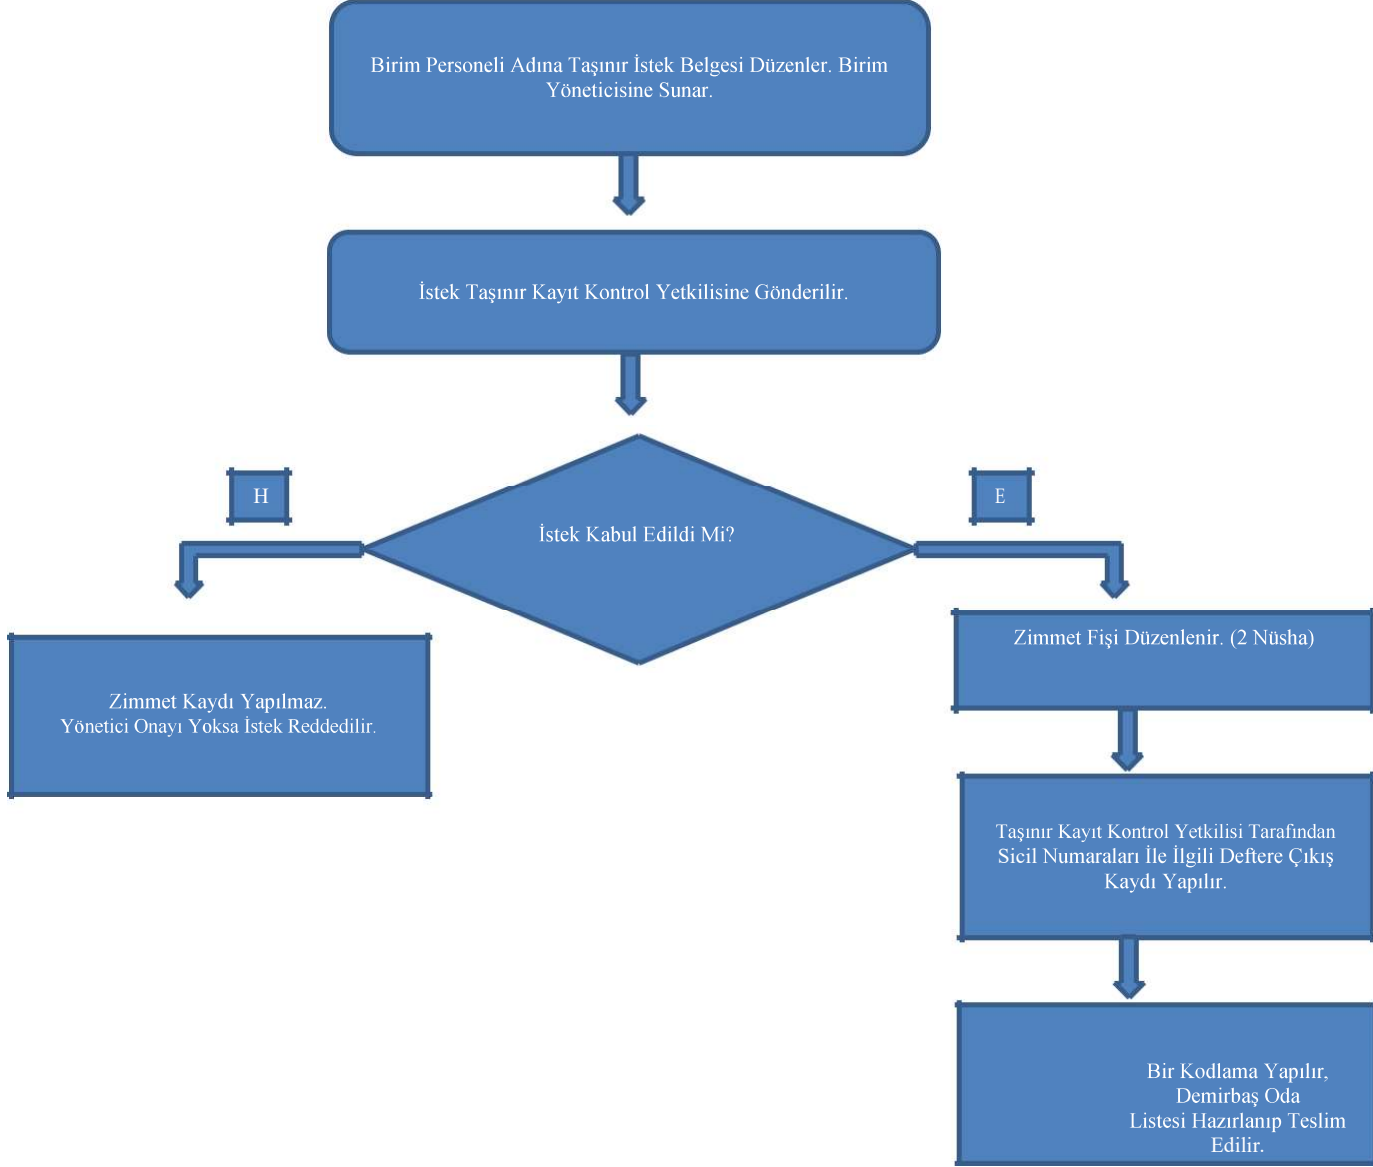 Birim Personeli Adına Taşınır İstek Belgesi Düzenler. Birim
Yöneticisine Sunar.
İstek Taşınır Kayıt Kontrol Yetkilisine Gönderilir.
H
E
İstek Kabul Edildi Mi?
Zimmet Kaydı Yapılmaz.
Yönetici Onayı Yoksa İstek Reddedilir.
Zimmet Fişi Düzenlenir. (2 Nüsha)
Taşınır Kayıt Kontrol Yetkilisi Tarafından
Sicil Numaraları İle İlgili Deftere Çıkış
Kaydı Yapılır.
Bir Kodlama Yapılır,
Demirbaş Oda
Listesi Hazırlanıp Teslim
Edilir.